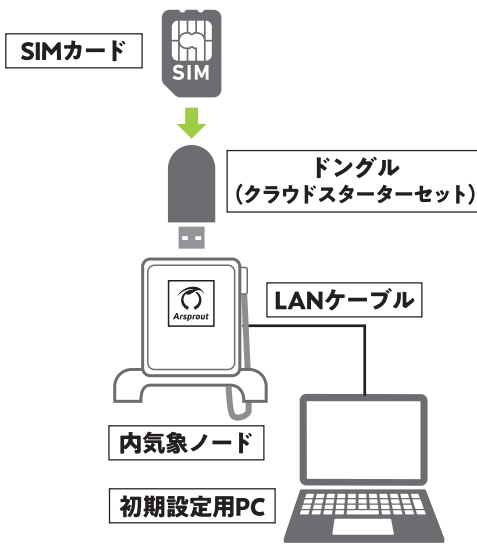 SIMカード
SIM
ドングル
(クラウドスターターセット)
Arsprout
LANケーブル
内気象ノード
初期設定用PC